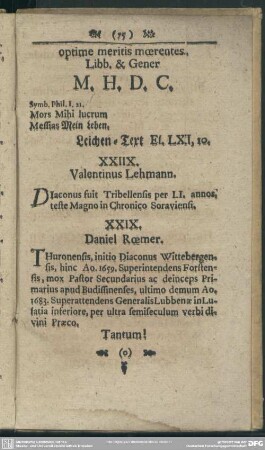 (75)
optime meritis mœrentes,
Libb. & Gener
M. H. D. C.
Symb. Phil. I, 21.
Mors Mihi lucrum
Messias Mein Leben,
Leichen-Text Es. LXI, 10.
XXIIX.
Valentinus Lehmann.
DIaconus fuit Tribellensis per LI. annos,
teste Magno in Chronico Soraviensi.
XXIX.
Daniel Rœmer.
THuronensis, initio Diaconus Wittebergen-
sis, hinc Ao. 1659. Superintendens Forsten-
sis, mox Pastor Secundarius ac deinceps Pri-
marius apud Budissinenses, ultimo demum Ao,
1683. Superattendens Generalis Lubbenæ in Lu-
satia inferiore, per ultra semiseculum verbi di-
vini Præco.
Tantum!
(o)